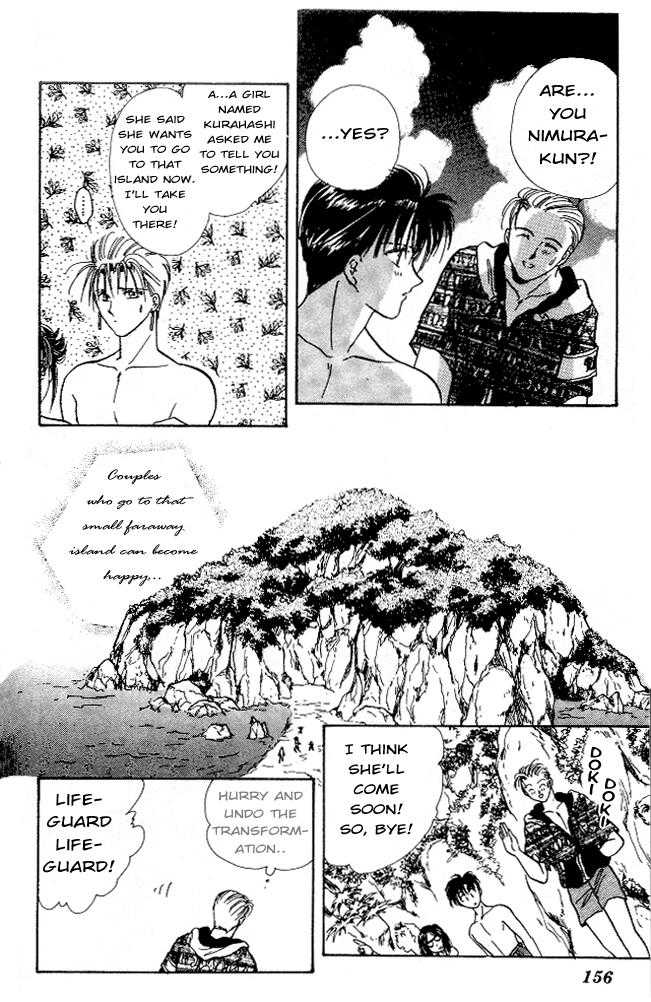 ARE...
YOU
NIMURA-
KUN?!
...YES?
A...A GIRL
NAMED
KURAHASHI
ASKED ME
TO TELL YOU
SOMETHING!
SHE SAID
SHE WANTS
YOU TO GO
TO THAT
ISLAND NOW.
I'LL TAKE
YOU
THERE!
......
Couples
who go to that
small faraway
island can become
happy...
I THINK
SHE'LL
COME
SOON!
SO, BYE!
DOKI
DOKI
HURRY AND
UNDO THE
TRANSFORM-
ATION..
LIFE-
GUARD
LIFE-
GUARD!
156